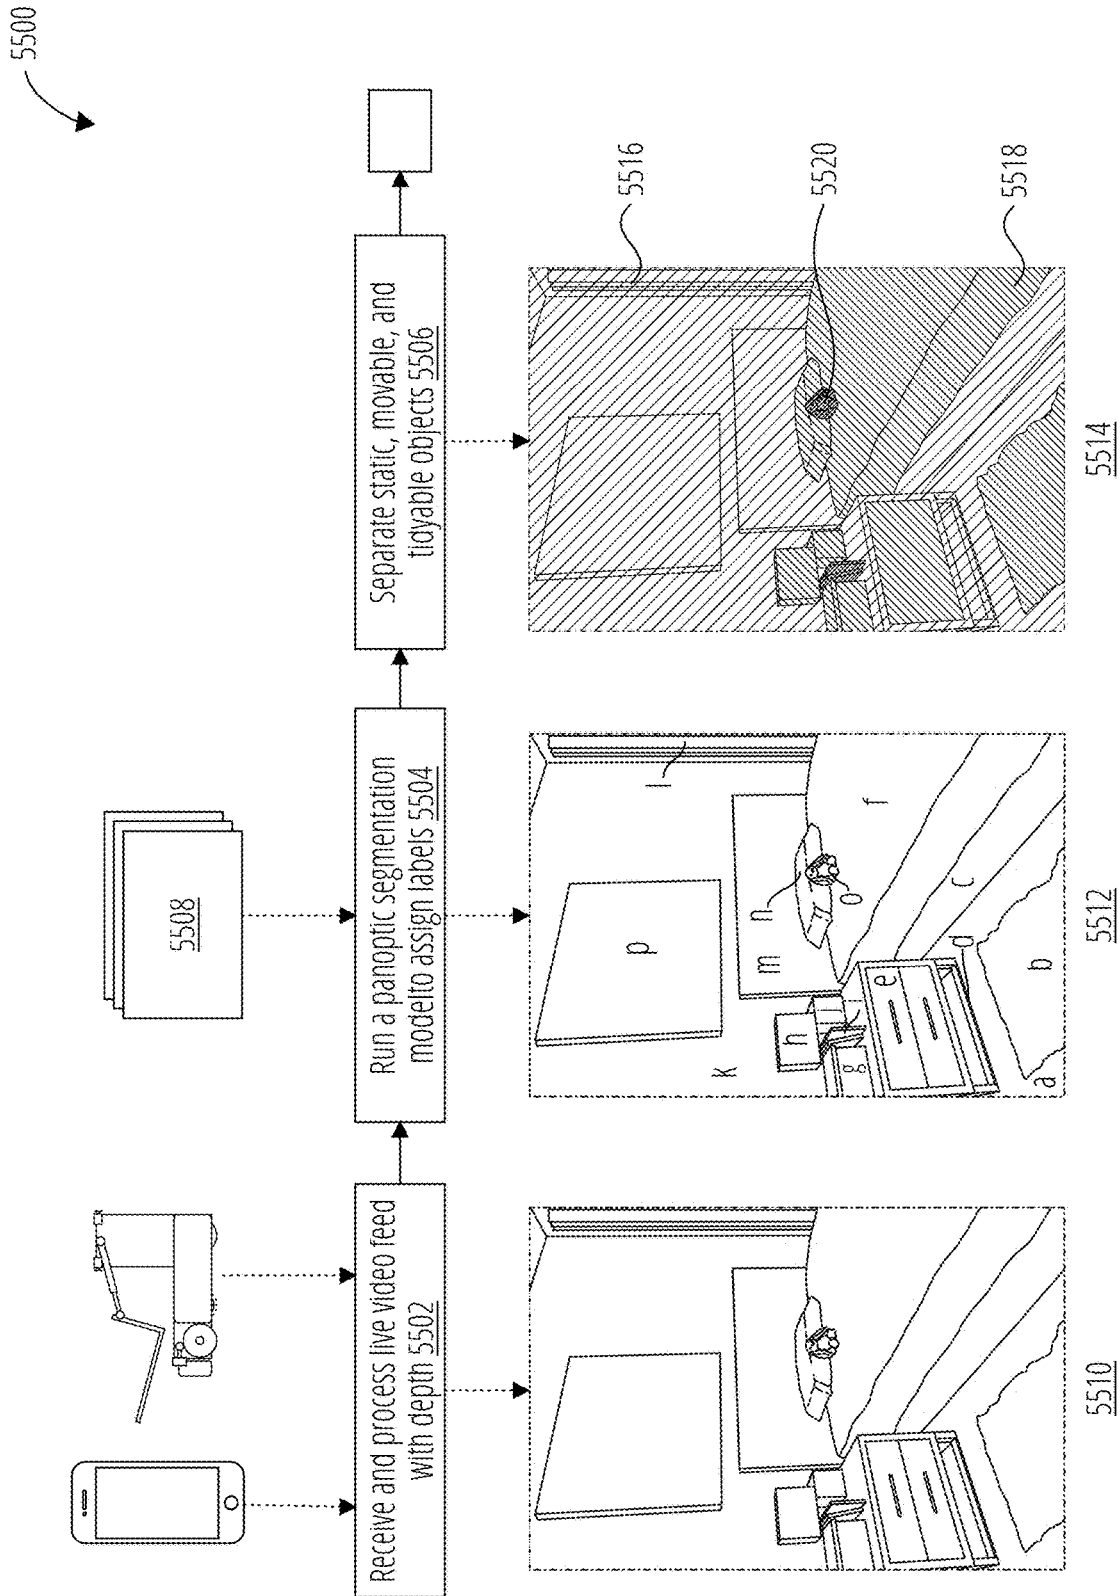 5500
5508
Receive and process live video feed
with depth 5502
Run a panoptic segmentation
modelto assign labels 5504
Separate static, movable, and
tidyable objects 5506
p
l
k
n
m
h
o
g
f
e
d
c
b
a
5516
5520
5518
5510
5512
5514